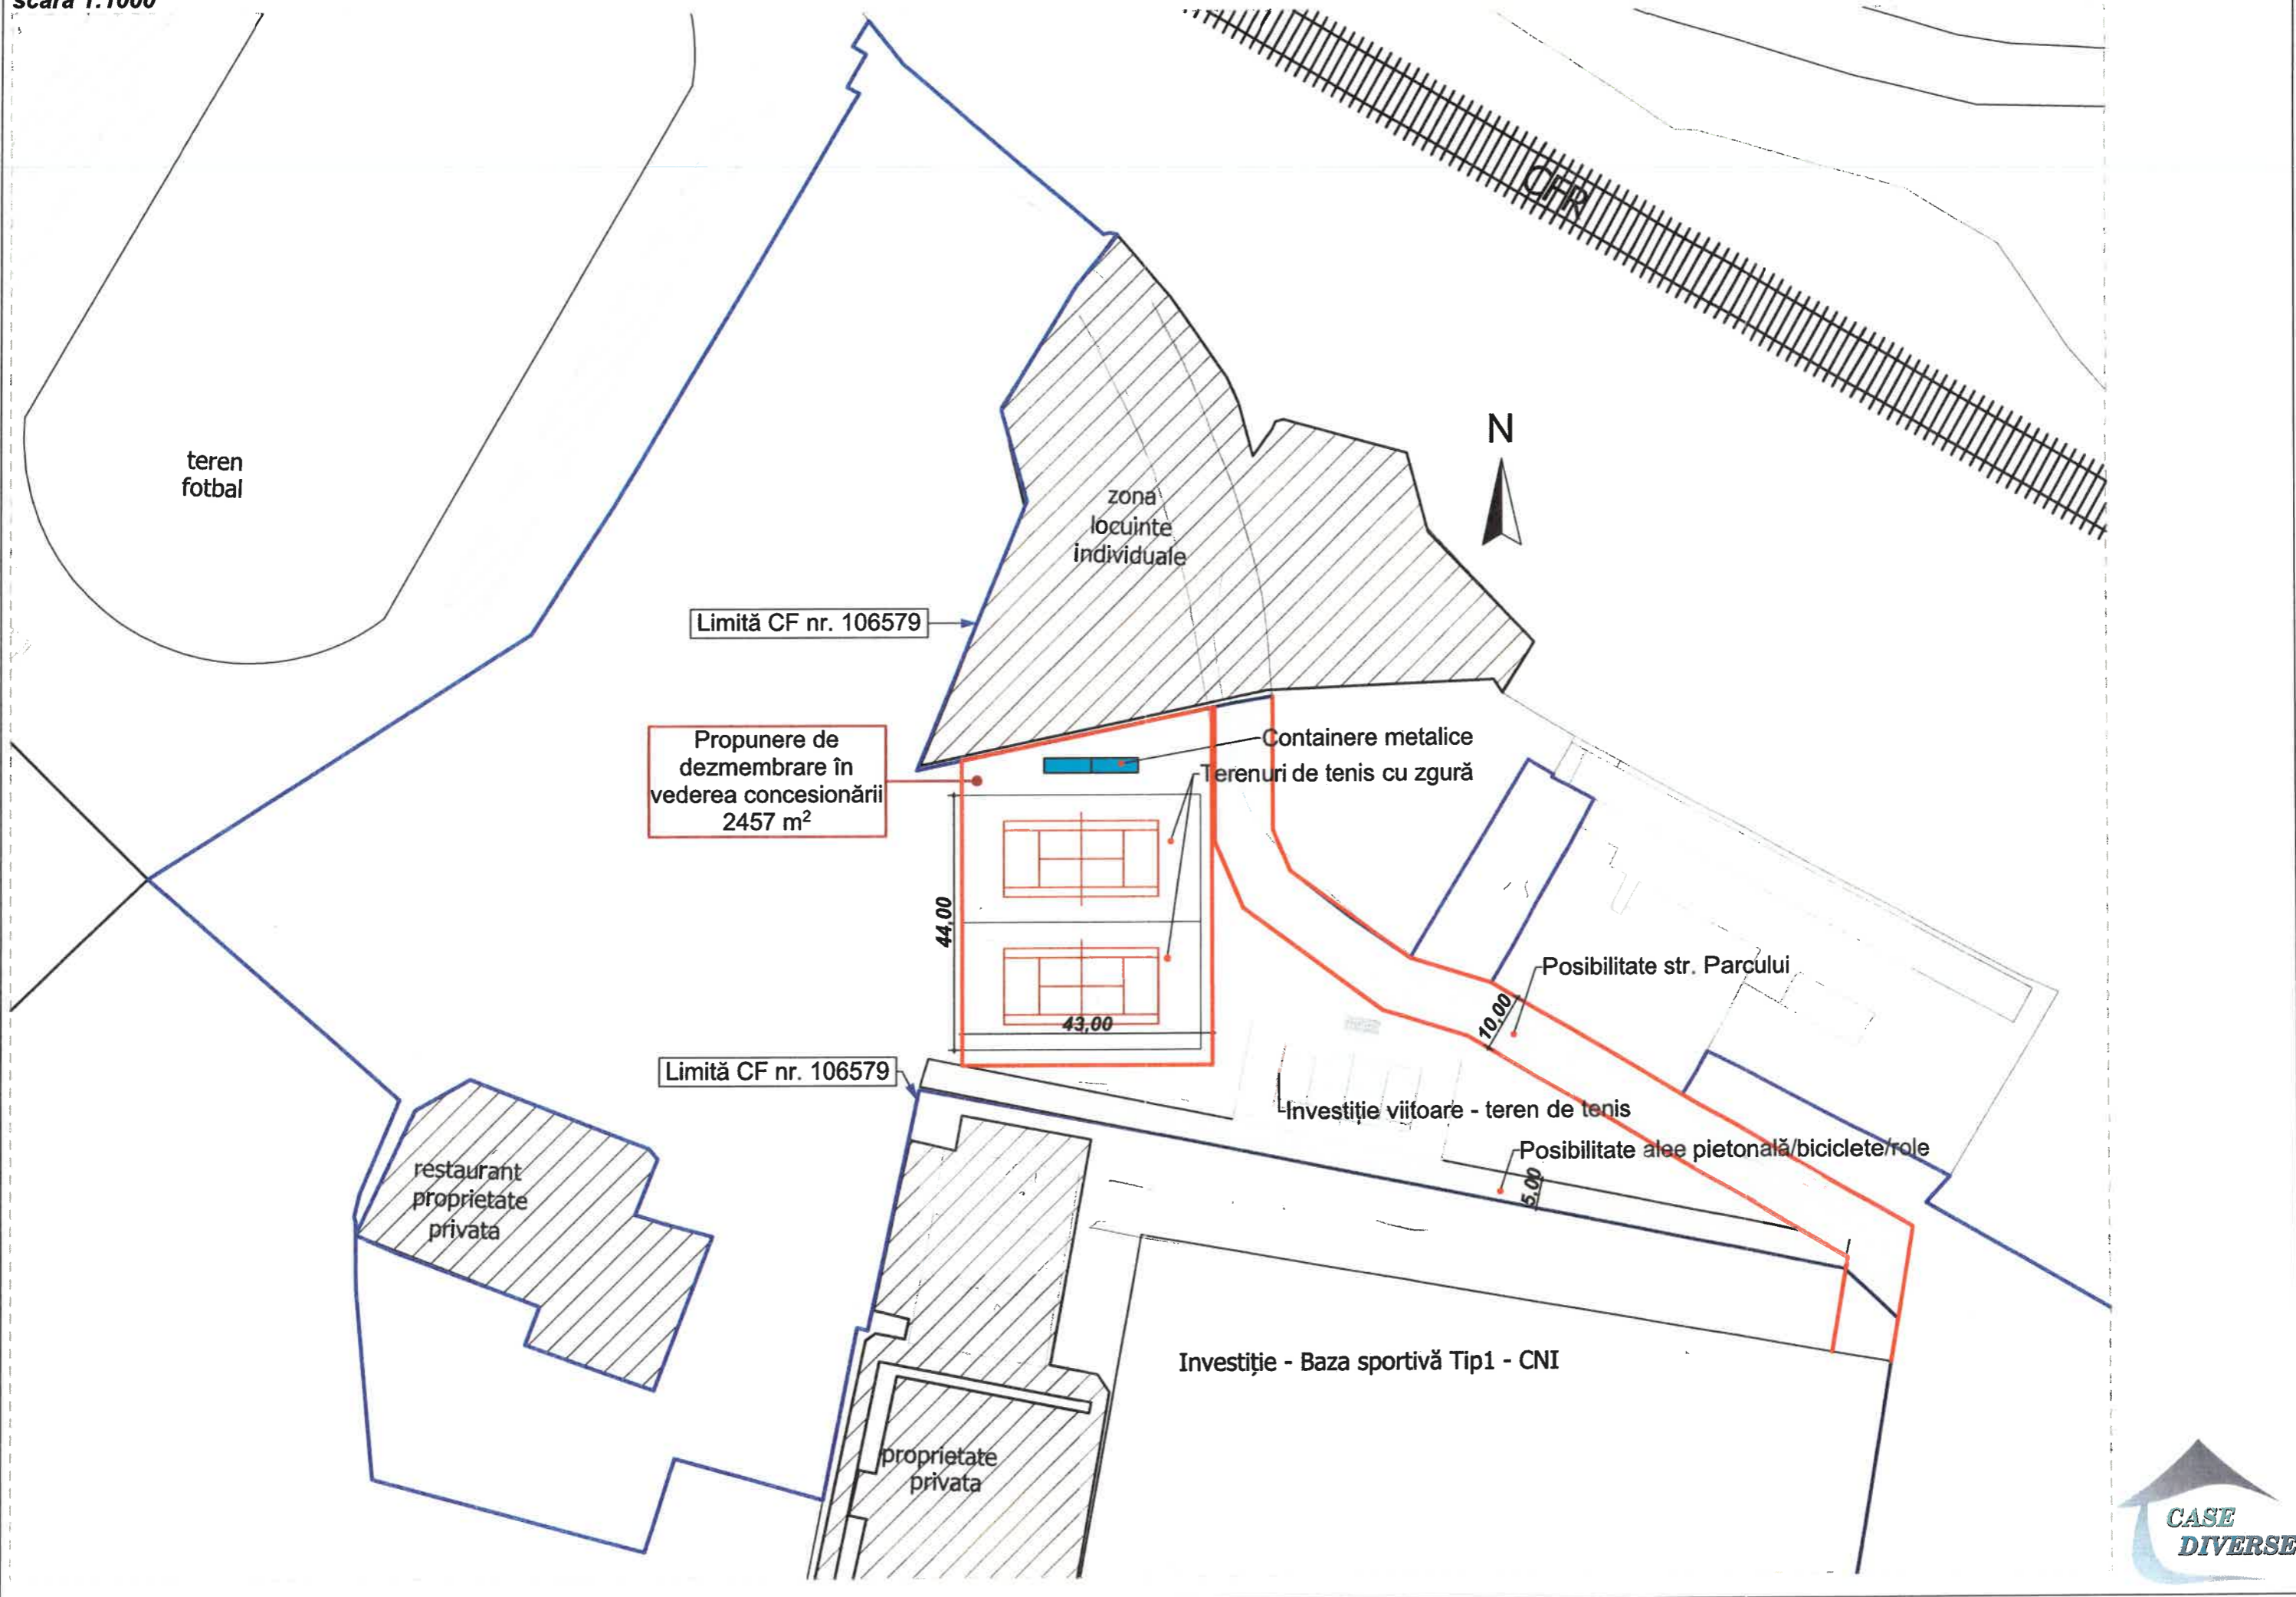 scara 1:1000
CFR
N
teren
fotbal
zona
locuinte
individuale
Limită CF nr. 106579
Propunere de
dezmembrare în
vederea concesionării
2457 m²
Containere metalice
Terenuri de tenis cu zgură
44,00
43,00
Posibilitate str. Parcului
10,00
Limită CF nr. 106579
Investiție viitoare - teren de tenis
Posibilitate alee pietonală/biciclete/role
5,00
restaurant
proprietate
privata
Investiție - Baza sportivă Tip1 - CNI
proprietate
privata
CASE
DIVERSE